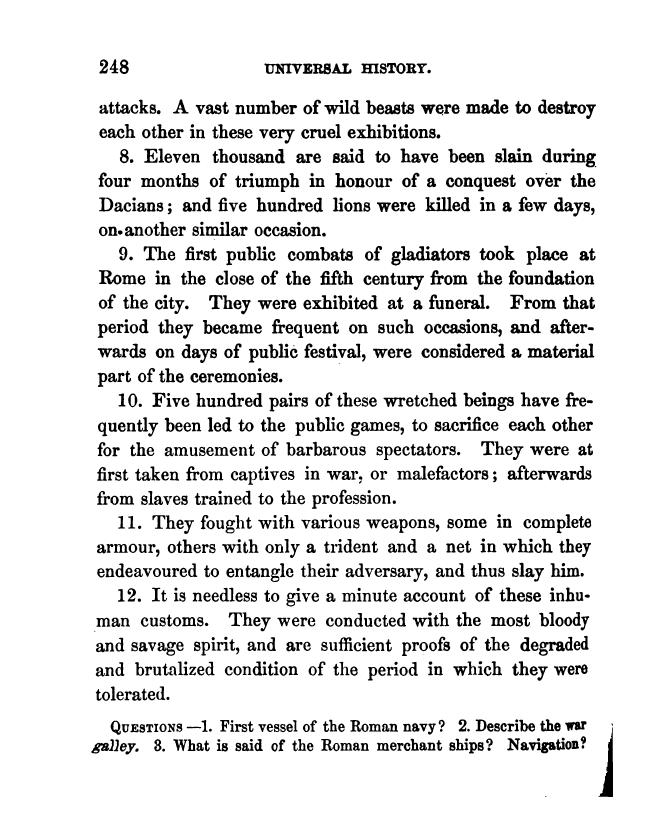 248 UNIVERSAL HISTORY.
attacks. A vast number of wild beasts were made to destroy
each other in these very cruel exhibitions.
8. Eleven thousand are said to have been slain during
four months of triumph in honour of a conquest over the
Dacians; and five hundred lions were killed in a few days,
on another similar occasion.
9. The first public combats of gladiators took place at
Rome in the close of the fifth century from the foundation
of the city. They were exhibited at a funeral. From that
period they became frequent on such occasions, and after-
wards on days of public festival, were considered a material
part of the ceremonies.
10. Five hundred pairs of these wretched beings have fre-
quently been led to the public games, to sacrifice each other
for the amusement of barbarous spectators. They were at
first taken from captives in war, or malefactors; afterwards
from slaves trained to the profession.
11. They fought with various weapons, some in complete
armour, others with only a trident and a net in which they
endeavoured to entangle their adversary, and thus slay him.
12. It is needless to give a minute account of these inhu-
man customs. They were conducted with the most bloody
and savage spirit, and are sufficient proofs of the degraded
and brutalized condition of the period in which they were
tolerated.
QUESTIONS —1. First vessel of the Roman navy? 2. Describe the war
galley. 3. What is said of the Roman merchant ships? Navigation?